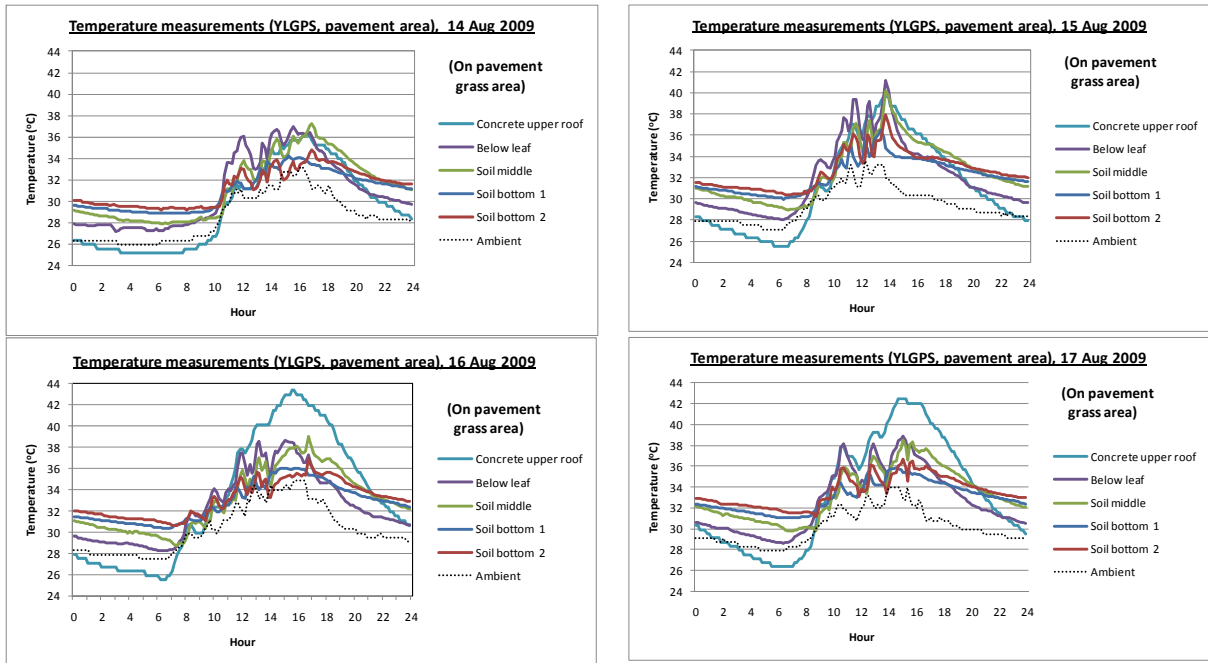 Temperature measurements (YLGPS, pavement area), 14 Aug 2009
44
42
40
38
36
34
32
30
28
26
24
Temperature (°C)
0 2 4 6 8 10 12 14 16 18 20 22 24
Hour
(On pavement
grass area)
Concrete upper roof
Below leaf
Soil middle
Soil bottom 1
Soil bottom 2
Ambient
Temperature measurements (YLGPS, pavement area), 15 Aug 2009
44
42
40
38
36
34
32
30
28
26
24
Temperature (°C)
0 2 4 6 8 10 12 14 16 18 20 22 24
Hour
(On pavement
grass area)
Concrete upper roof
Below leaf
Soil middle
Soil bottom 1
Soil bottom 2
Ambient
Temperature measurements (YLGPS, pavement area), 16 Aug 2009
44
42
40
38
36
34
32
30
28
26
24
Temperature (°C)
0 2 4 6 8 10 12 14 16 18 20 22 24
Hour
(On pavement
grass area)
Concrete upper roof
Below leaf
Soil middle
Soil bottom 1
Soil bottom 2
Ambient
Temperature measurements (YLGPS, pavement area), 17 Aug 2009
44
42
40
38
36
34
32
30
28
26
24
Temperature (°C)
0 2 4 6 8 10 12 14 16 18 20 22 24
Hour
(On pavement
grass area)
Concrete upper roof
Below leaf
Soil middle
Soil bottom 1
Soil bottom 2
Ambient